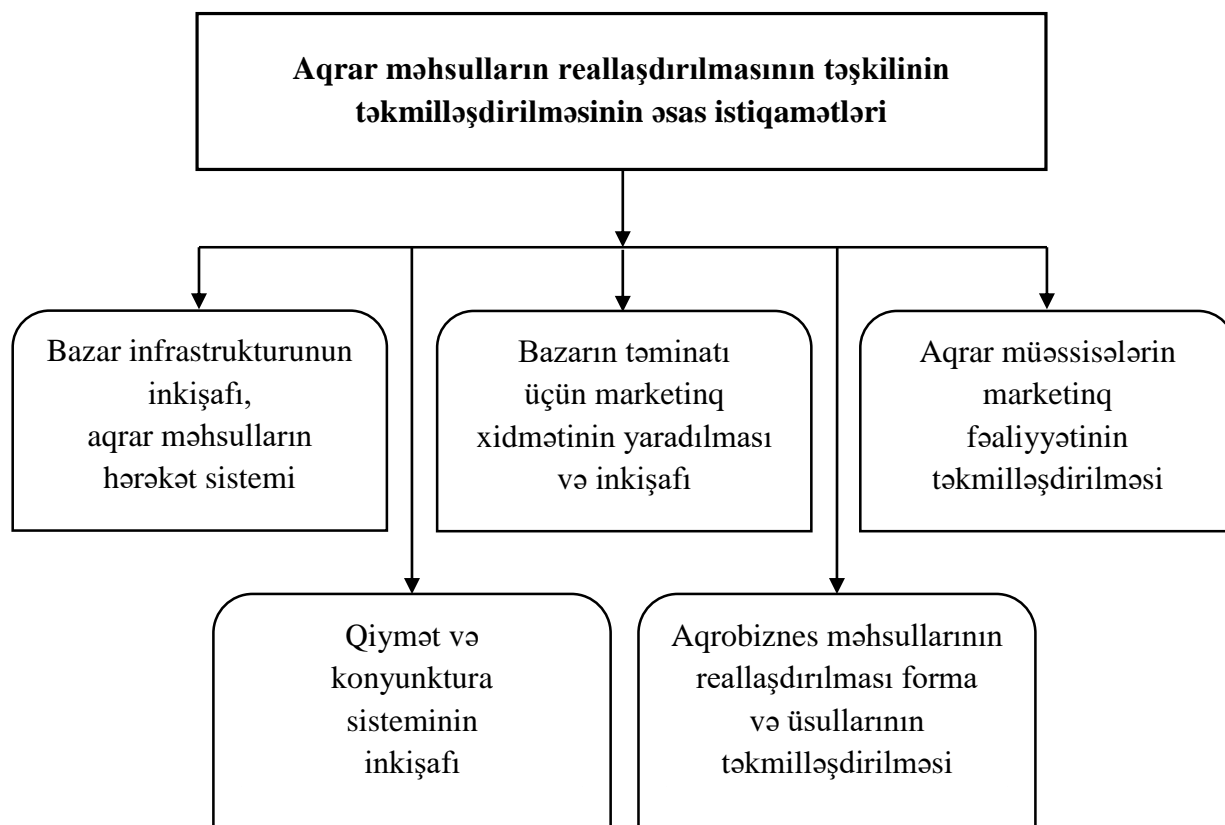 Aqrar məhsulların reallaşdırılmasının təşkilinin
təkmilləşdirilməsinin əsas istiqamətləri
Bazar infrastrukturunun
inkişafı,
aqrar məhsulların
hərəkət sistemi
Bazarın təminatı
üçün marketinq
xidmətinin yaradılması
və inkişafı
Aqrar müəssisələrin
marketinq
fəaliyyətinin
təkmilləşdirilməsi
Qiymət və
konyunktura
sisteminin
inkişafı
Aqrobiznes məhsullarının
reallaşdırılması forma
və üsullarının
təkmilləşdirilməsi